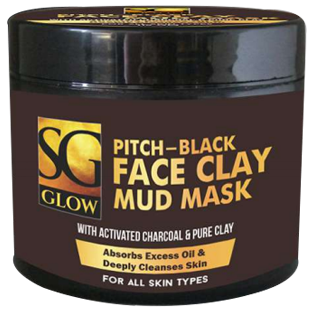 SG
GLOW
PITCH–BLACK
FACE CLAY
MUD MASK
WITH ACTIVATED CHARCOAL & PURE CLAY
Absorbs Excess Oil &
Deeply Cleanses Skin
FOR ALL SKIN TYPES